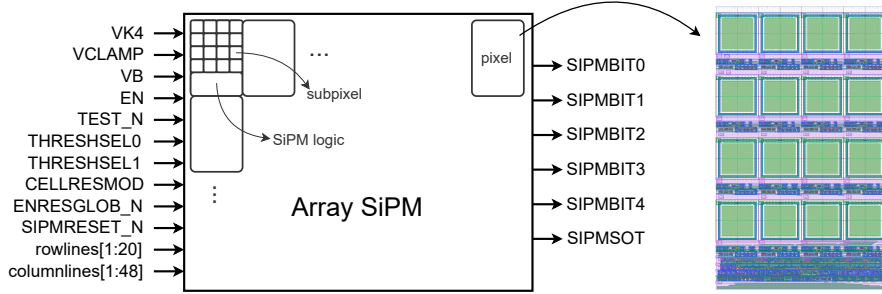 VK4
VCLAMP
VB
EN
TEST_N
THRESHSEL0
THRESHSEL1
CELLRESMOD
ENRESGLOB_N
SIPMRESET_N
rowlines[1:20]
columnlines[1:48]
...
subpixel
SiPM logic
...
Array SiPM
pixel
SIPMBIT0
SIPMBIT1
SIPMBIT2
SIPMBIT3
SIPMBIT4
SIPMSOT